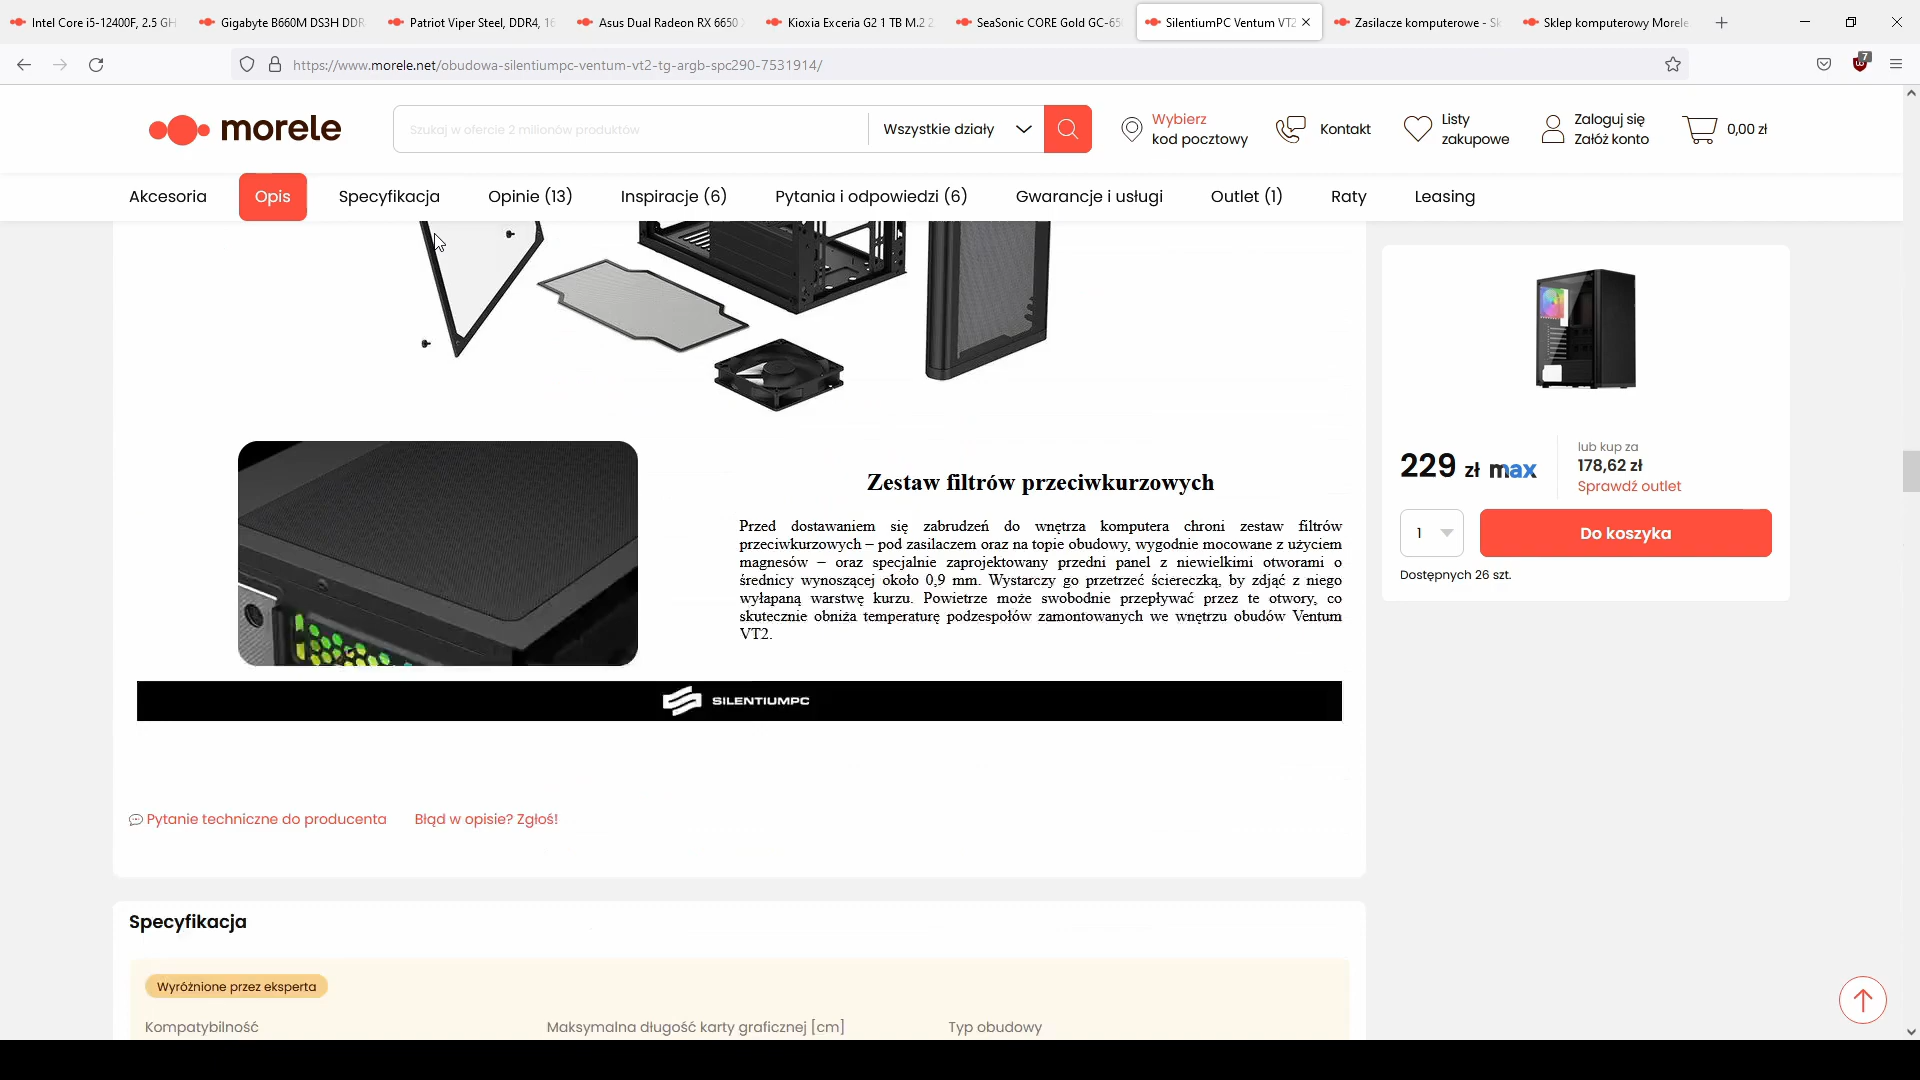 Intel Core i5-12400F, 2.5 GH
Gigabyte B660M DS3H DDR
Patriot Viper Steel, DDR4, 16
Asus Dual Radeon RX 6650
Kioxia Exceria G2 1 TB M.2 2
SeaSonic CORE Gold GC-65
SilentiumPC Ventum VT2
Zasilacze komputerowe - Sk
Sklep komputerowy Morele
https://www.morele.net/obudowa-silentiumpc-ventum-vt2-tg-argb-spc290-7531914/
7
morele
Szukaj w ofercie 2 milionów produktów
Wszystkie działy
Wybierz
kod pocztowy
Kontakt
Listy
zakupowe
Zaloguj się
Załóż konto
0,00 zł
Akcesoria
Opis
Specyfikacja
Opinie (13)
Inspiracje (6)
Pytania i odpowiedzi (6)
Gwarancje i usługi
Outlet (1)
Raty
Leasing
Zestaw filtrów przeciwkurzowych
Przed dostawaniem się zabrudzeń do wnętrza komputera chroni zestaw filtrów
przeciwkurzowych – pod zasilaczem oraz na topie obudowy, wygodnie mocowane z użyciem
magnesów – oraz specjalnie zaprojektowany przedni panel z niewielkimi otworami o
średnicy wynoszącej około 0,9 mm. Wystarczy go przetrzeć ściereczką, by zdjąć z niego
wyłapaną warstwę kurzu. Powietrze może swobodnie przepływać przez te otwory, co
skutecznie obniża temperaturę podzespołów zamontowanych we wnętrzu obudów Ventum
VT2.
SILENTIUMPC
Pytanie techniczne do producenta
Błąd w opisie? Zgłoś!
229 zł max
lub kup za
178,62 zł
Sprawdź outlet
1
Do koszyka
Dostępnych 26 szt.
Specyfikacja
Wyróżnione przez eksperta
Kompatybilność
Maksymalna długość karty graficznej [cm]
Typ obudowy